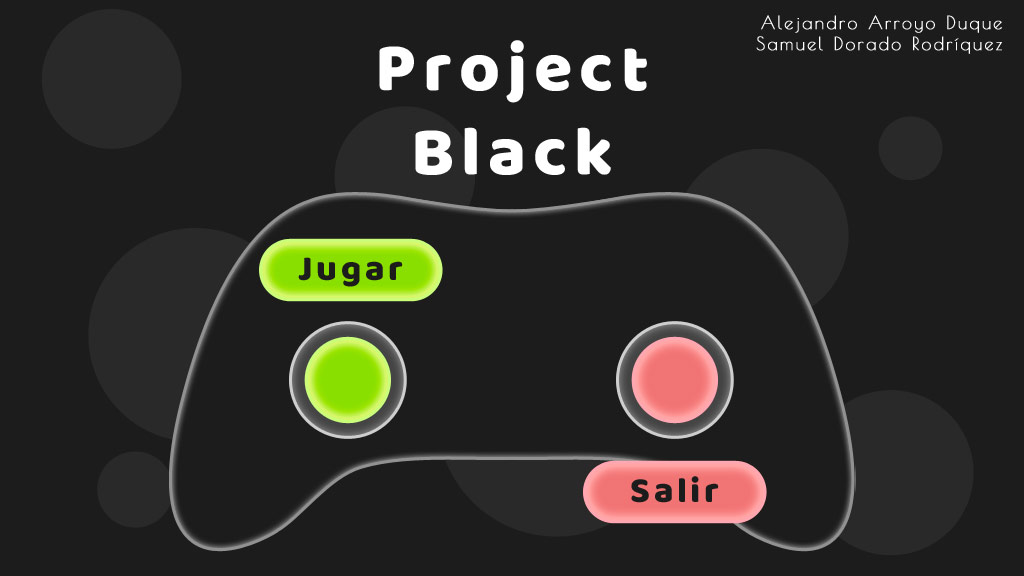 Alejandro Arroyo Duque
Samuel Dorado Rodríquez
Project
Black
Jugar
Salir